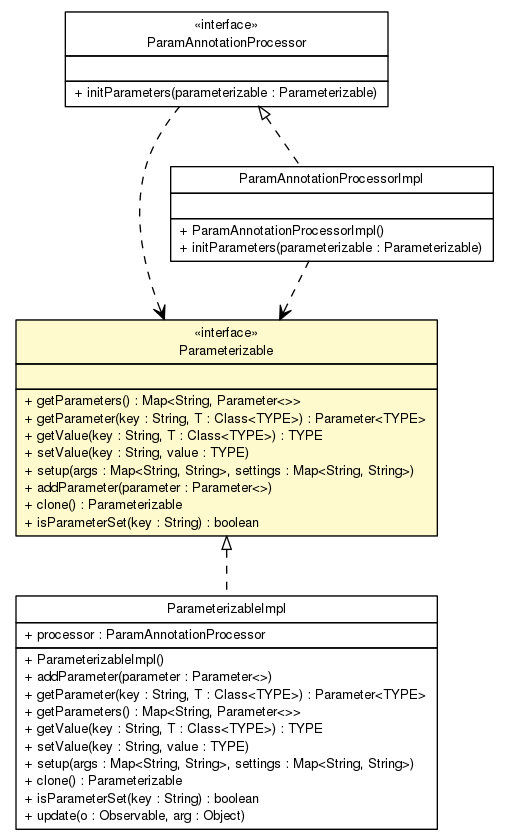 «interface»
ParamAnnotationProcessor
+ initParameters(parameterizable : Parameterizable)
ParamAnnotationProcessorImpl
+ ParamAnnotationProcessorImpl()
+ initParameters(parameterizable : Parameterizable)
«interface»
Parameterizable
+ getParameters() : Map<String, Parameter<>>
+ getParameter(key : String, T : Class<TYPE>) : Parameter<TYPE>
+ getValue(key : String, T : Class<TYPE>) : TYPE
+ setValue(key : String, value : TYPE)
+ setup(args : Map<String, String>, settings : Map<String, String>)
+ addParameter(parameter : Parameter<>)
+ clone() : Parameterizable
+ isParameterSet(key : String) : boolean
ParameterizableImpl
+ processor : ParamAnnotationProcessor
+ ParameterizableImpl()
+ addParameter(parameter : Parameter<>)
+ getParameter(key : String, T : Class<TYPE>) : Parameter<TYPE>
+ getParameters() : Map<String, Parameter<>>
+ getValue(key : String, T : Class<TYPE>) : TYPE
+ setValue(key : String, value : TYPE)
+ setup(args : Map<String, String>, settings : Map<String, String>)
+ clone() : Parameterizable
+ isParameterSet(key : String) : boolean
+ update(o : Observable, arg : Object)